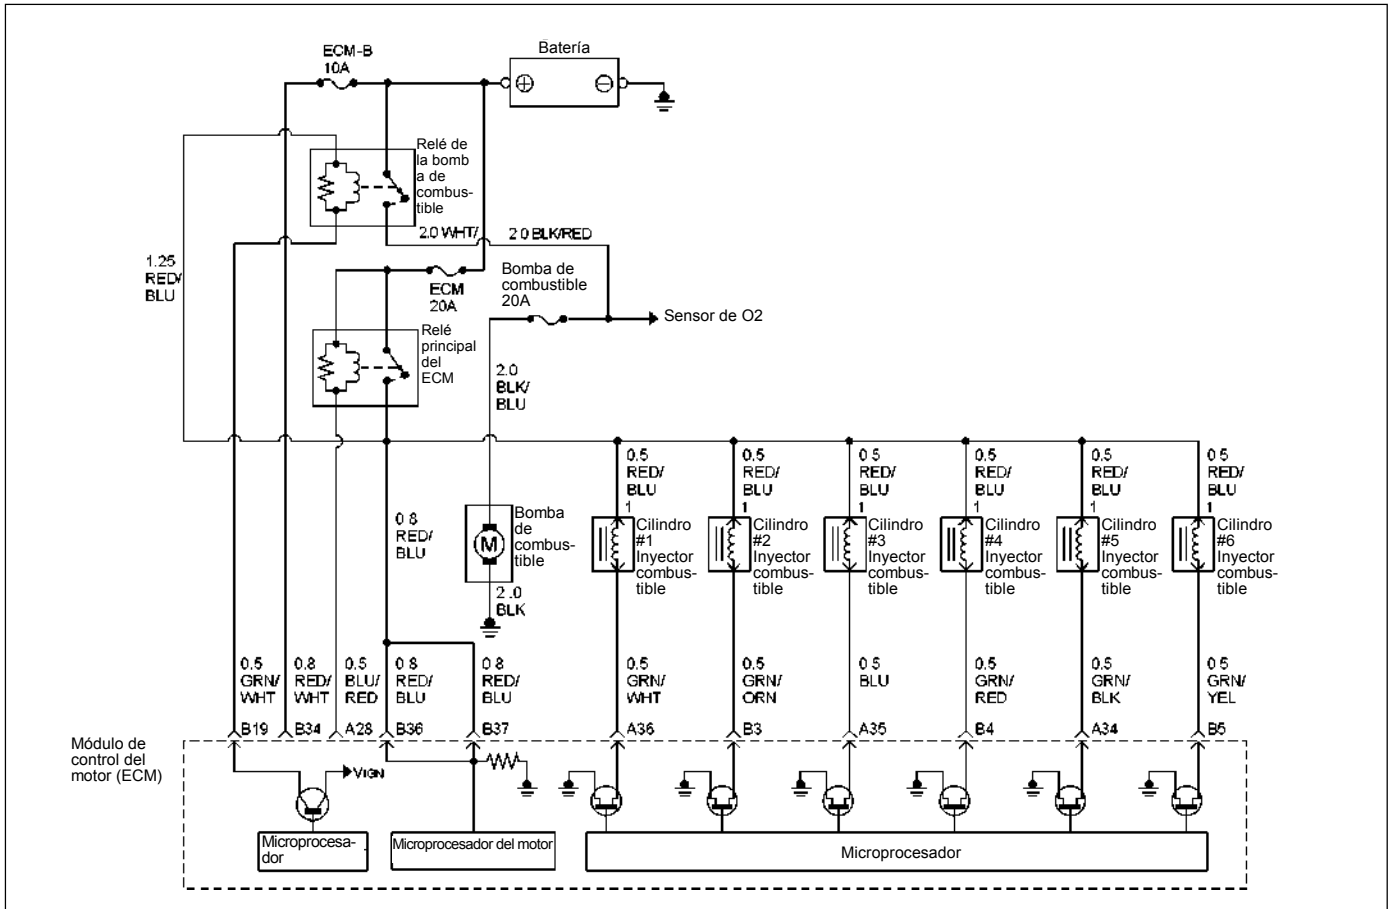 ECM-B
10A
Batería
Relé de
la bomb
a de
combus-
tible
2.0 WHT/
2 0 BLK/RED
1.25
RED/
BLU
ECM
20A
Bomba de
combustible
20A
Sensor de O2
Relé
principal
del
ECM
2.0
BLK/
BLU
0.5
RED/
BLU
1
0.5
RED/
BLU
1
0 5
RED/
BLU
1
0.5
RED/
BLU
1
0.5
RED/
BLU
1
0 5
RED/
BLU
1
0 8
RED/
BLU
M
Bomba
de
combus-
tible
2 .0
BLK
Cilindro
#1
Inyector
combus-
tible
Cilindro
#2
Inyector
combus-
tible
Cilindro
#3
Inyector
combus-
tible
Cilindro
#4
Inyector
combus-
tible
Cilindro
#5
Inyector
combus-
tible
Cilindro
#6
Inyector
combus-
tible
0.5
GRN/
WHT
0.8
RED/
WHT
0.5
BLU/
RED
0 8
RED/
BLU
0 8
RED/
BLU
0.5
GRN/
WHT
0.5
GRN/
ORN
0 5
BLU
0.5
GRN/
RED
0.5
GRN/
BLK
0 5
GRN/
YEL
B19
B34
A28
B36
B37
A36
B3
A35
B4
A34
B5
Módulo de
control del
motor (ECM)
VIGN
Microprocesa-
dor
Microprocesador del motor
Microprocesador